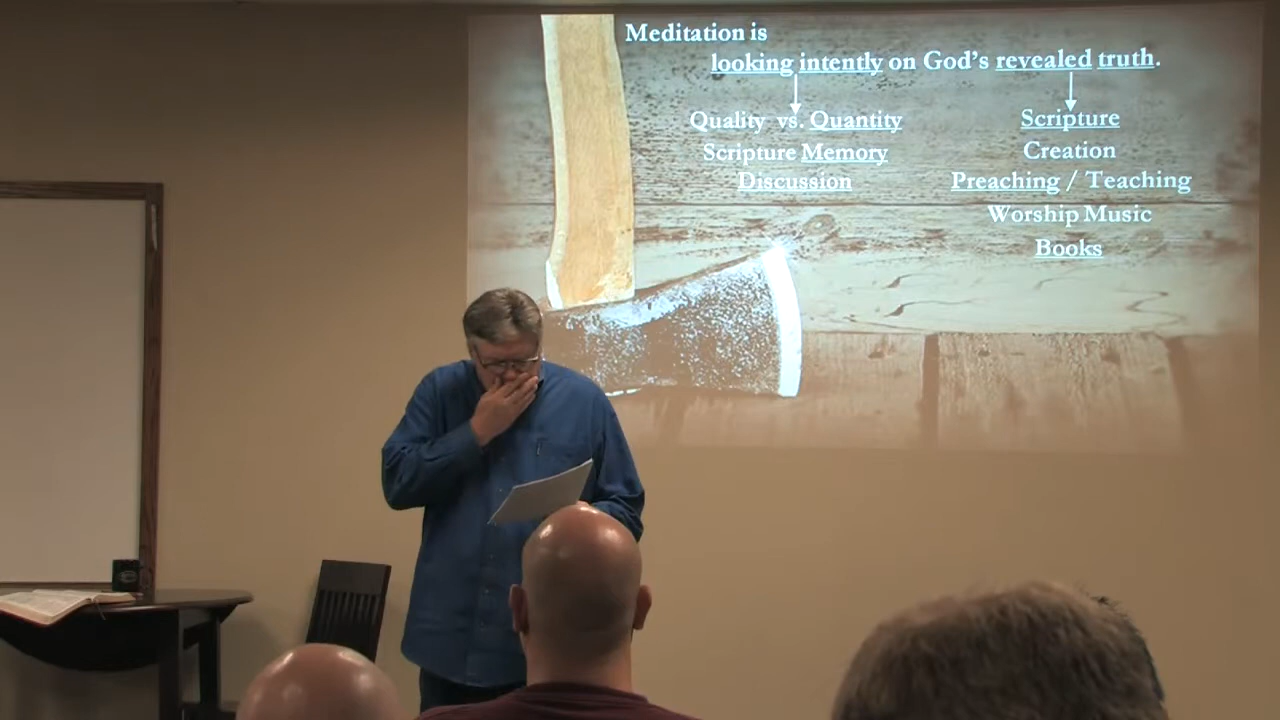 Meditation is
looking intently on God's revealed truth.
Quality vs. Quantity
Scripture Memory
Discussion
Scripture
Creation
Preaching / Teaching
Worship Music
Books